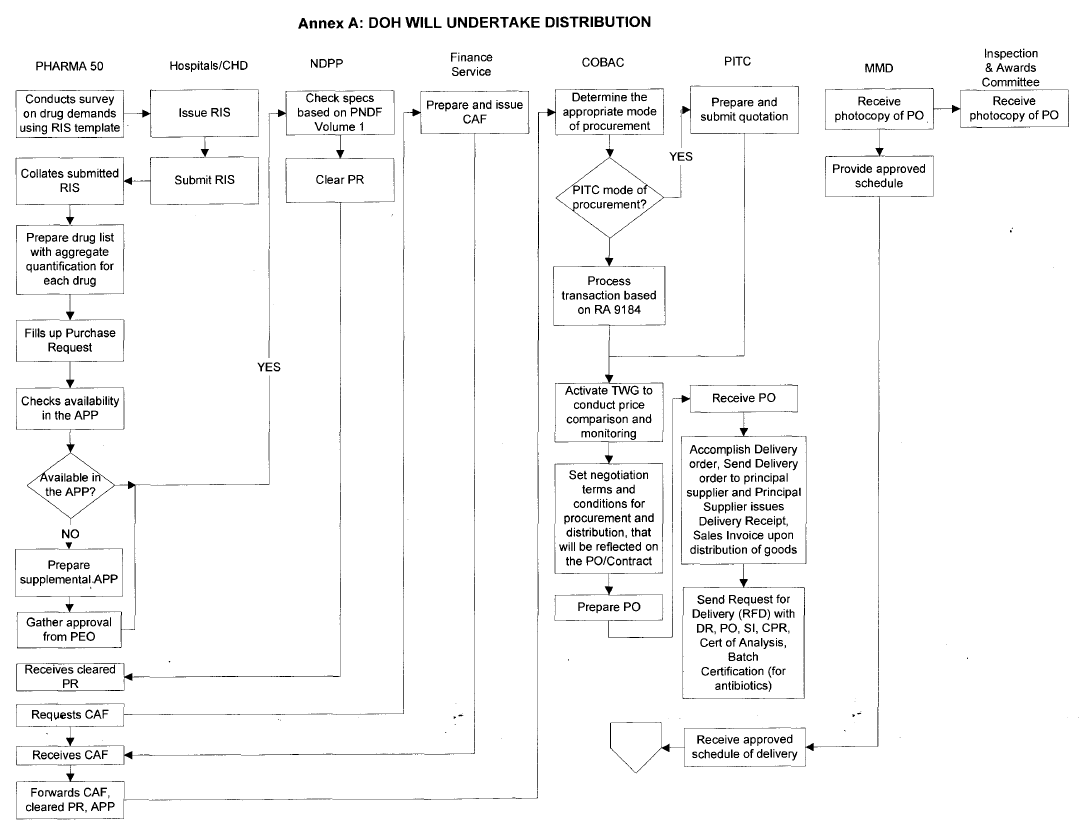 Annex A: DOH WILL UNDERTAKE DISTRIBUTION
PHARMA 50
Hospitals/CHD
NDPP
Finance
Service
COBAC
PITC
MMD
Inspection
& Awards
Committee
Conducts survey
on drug demands
using RIS template
Issue RIS
Check specs
based on PNDF
Volume 1
Prepare and issue
CAF
Determine the
appropriate mode
of procurement
Prepare and
submit quotation
Receive
photocopy of PO
Receive
photocopy of PO
YES
Collates submitted
RIS
Submit RIS
Clear PR
PITC mode of
procurement?
Provide approved
schedule
Prepare drug list
with aggregate
quantification for
each drug
Process
transaction based
on RA 9184
Fills up Purchase
Request
YES
Checks availability
in the APP
Activate TWG to
conduct price
comparison and
monitoring
Receive PO
Available in
the APP?
Set negotiation
terms and
conditions for
procurement and
distribution, that
will be reflected on
the PO/Contract
Accomplish Delivery
order, Send Delivery
order to principal
supplier and Principal
Supplier issues
Delivery Receipt,
Sales Invoice upon
distribution of goods
NO
Prepare
supplemental.APP
Prepare PO
Send Request for
Delivery (RFD) with
DR, PO, SI, CPR,
Cert of Analysis,
Batch
Certification (for
antibiotics)
Gather approval
from PEO
Receives cleared
PR
Requests CAF
Receives CAF
Receive approved
schedule of delivery
Forwards CAF,
cleared PR, APP